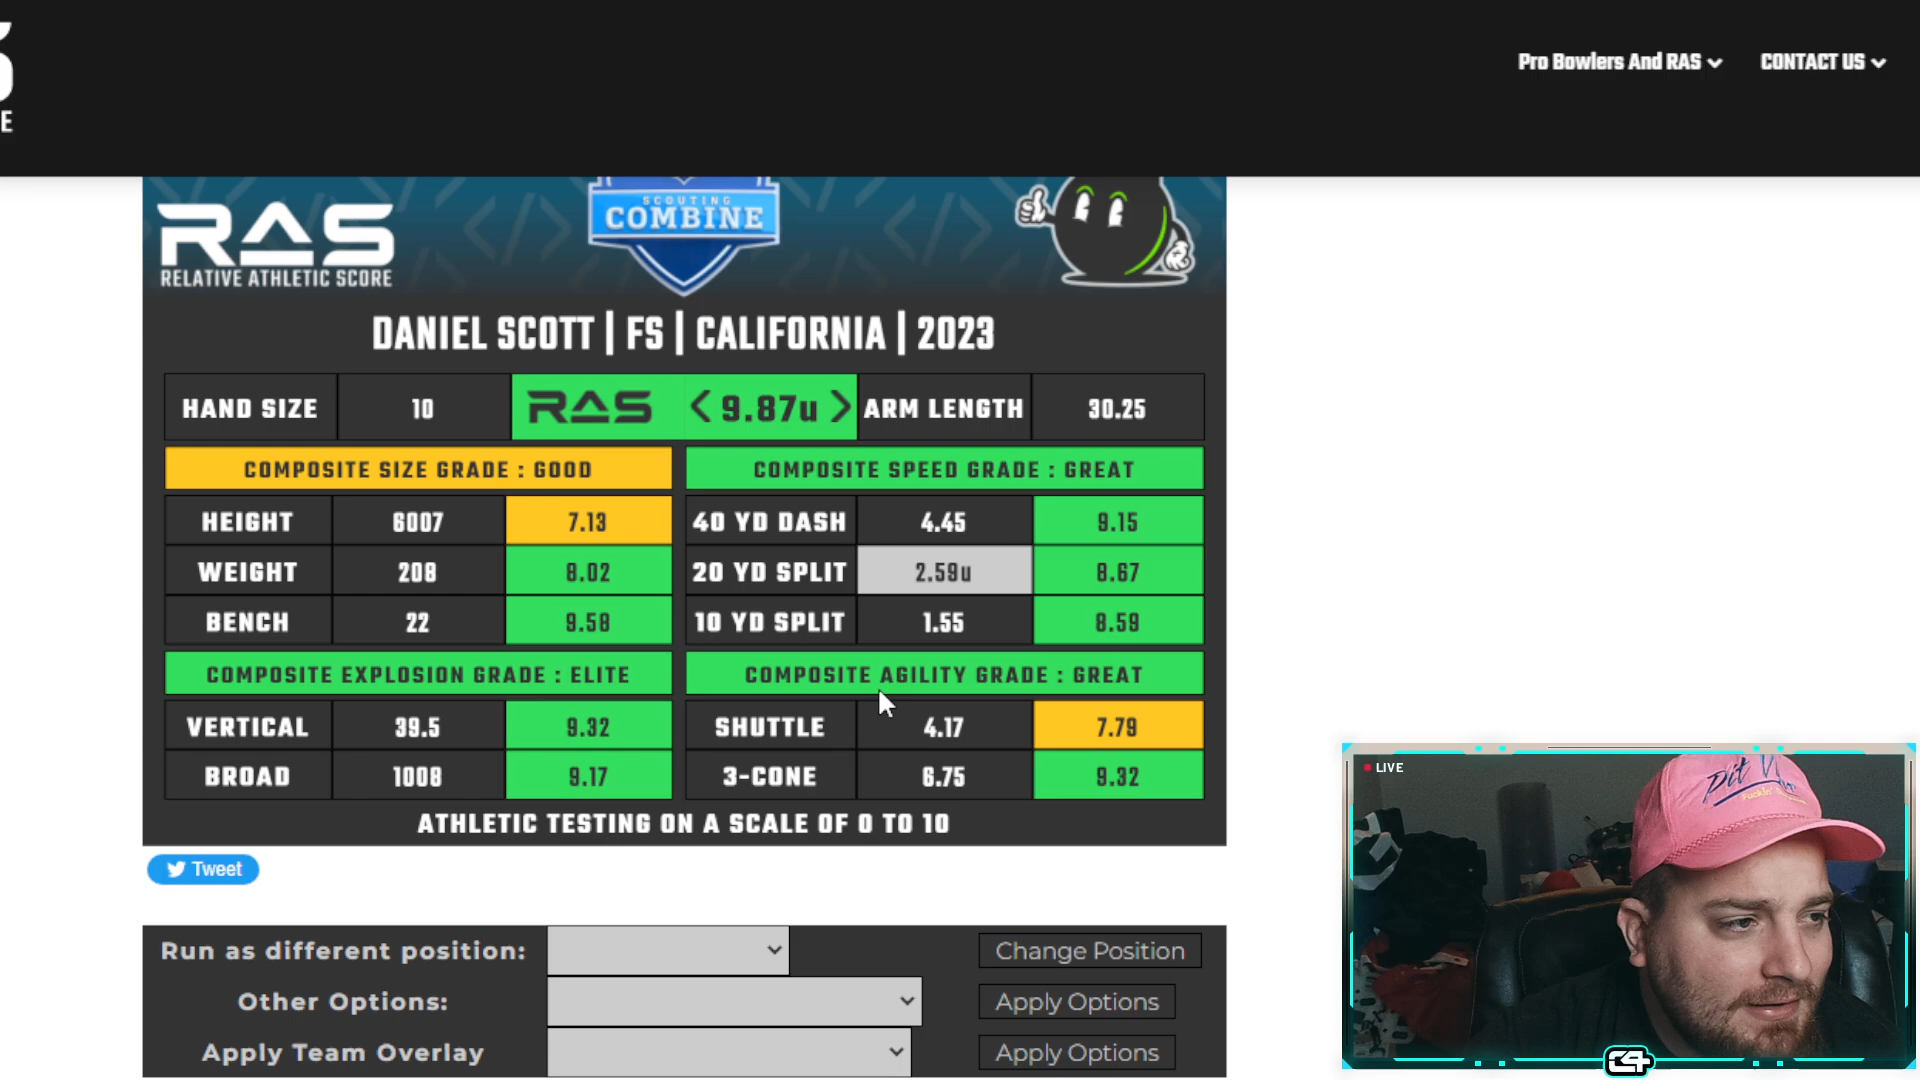 Pro Bowlers And RAS
CONTACT US
E
RAS
RELATIVE ATHLETIC SCORE
SCOUTING
COMBINE
DANIEL SCOTT | FS | CALIFORNIA | 2023
HAND SIZE 10 RAS < 9.87u > ARM LENGTH 30.25
COMPOSITE SIZE GRADE : GOOD COMPOSITE SPEED GRADE : GREAT
HEIGHT 6007 7.13 40 YD DASH 4.45 9.15
WEIGHT 208 8.02 20 YD SPLIT 2.59u 8.67
BENCH 22 9.58 10 YD SPLIT 1.55 8.59
COMPOSITE EXPLOSION GRADE : ELITE COMPOSITE AGILITY GRADE : GREAT
VERTICAL 39.5 9.32 SHUTTLE 4.17 7.79
BROAD 1008 9.17 3-CONE 6.75 9.32
ATHLETIC TESTING ON A SCALE OF 0 TO 10
Tweet
Run as different position: Change Position
Other Options: Apply Options
Apply Team Overlay Apply Options
LIVE
Pit
Fuckin'